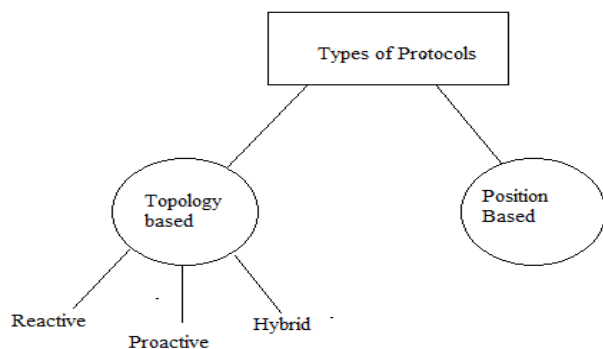 Types of Protocols
Topology
based
Position
Based
Reactive
Proactive
Hybrid